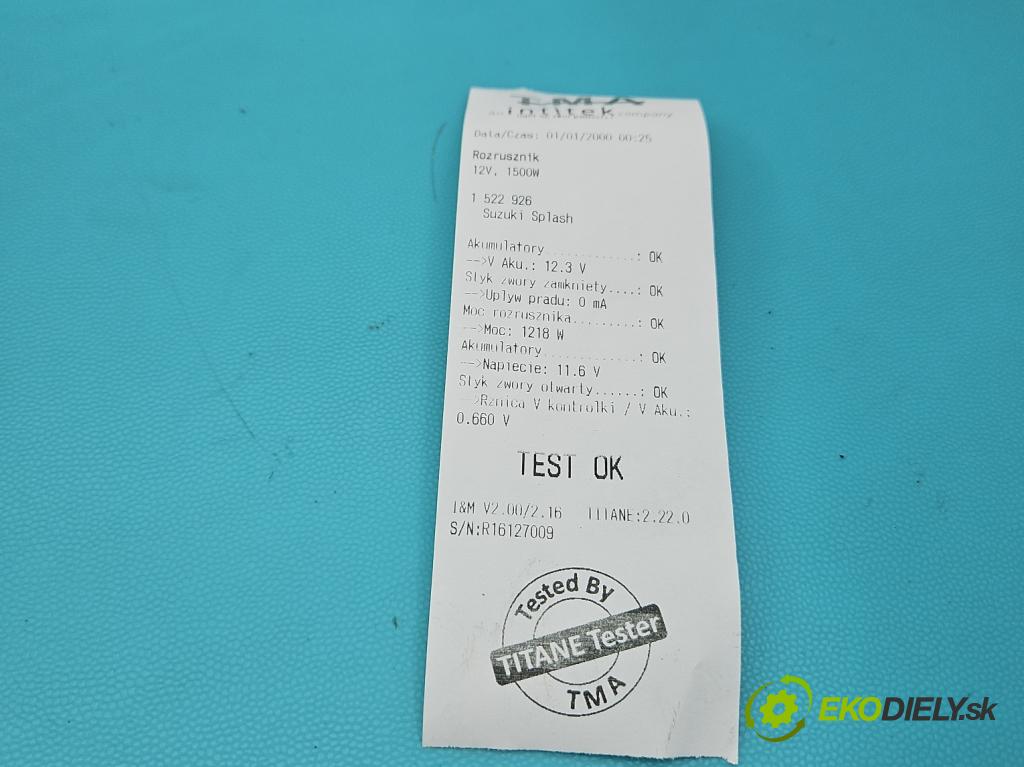 TMA
an intitek company
Data/Czas: 01/01/2000 00:25
Rozrusznik
12V, 1500W
1 522 926
Suzuki Splash
Akumulatory.............: OK
-->V Aku.: 12.3 V
Styk zwory zamkniety....: OK
-->Uplyw pradu: 0 mA
Moc rozrusznika.........: OK
-->Moc: 1218 W
Akumulatory.............: OK
-->Napiecie: 11.6 V
Styk zwory otwarty......: OK
-->Rznica V kontrolki / V Aku.:
0.660 V
TEST OK
I&M V2.00/2.16 TITANE:2.22.0
S/N:R16127009
Tested By
TITANE Tester
TMA
EKODIELY.sk